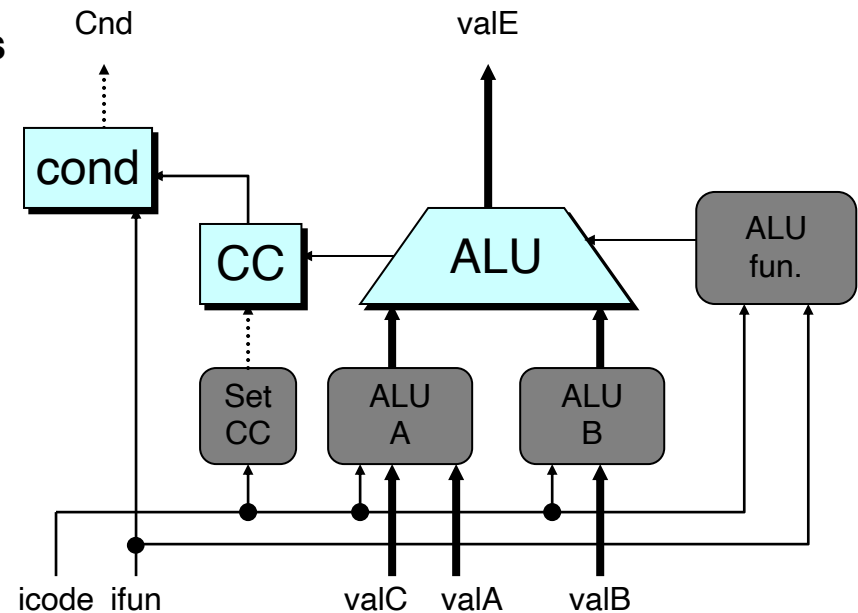 Cnd
valE
s
cond
CC
ALU
ALU
fun.
Set
CC
ALU
A
ALU
B
icode
ifun
valC
valA
valB